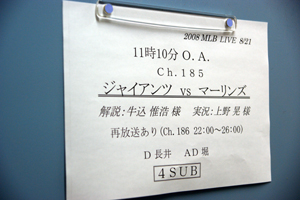 2008 MLB LIVE 8/21
11時10分 O.A.
Ch.185
ジャイアンツ vs マーリンズ
解説:牛込 惟浩 様 実況:上野 晃 様
再放送あり(Ch.186 22:00~26:00)
D 長井 AD 堀
4 SUB